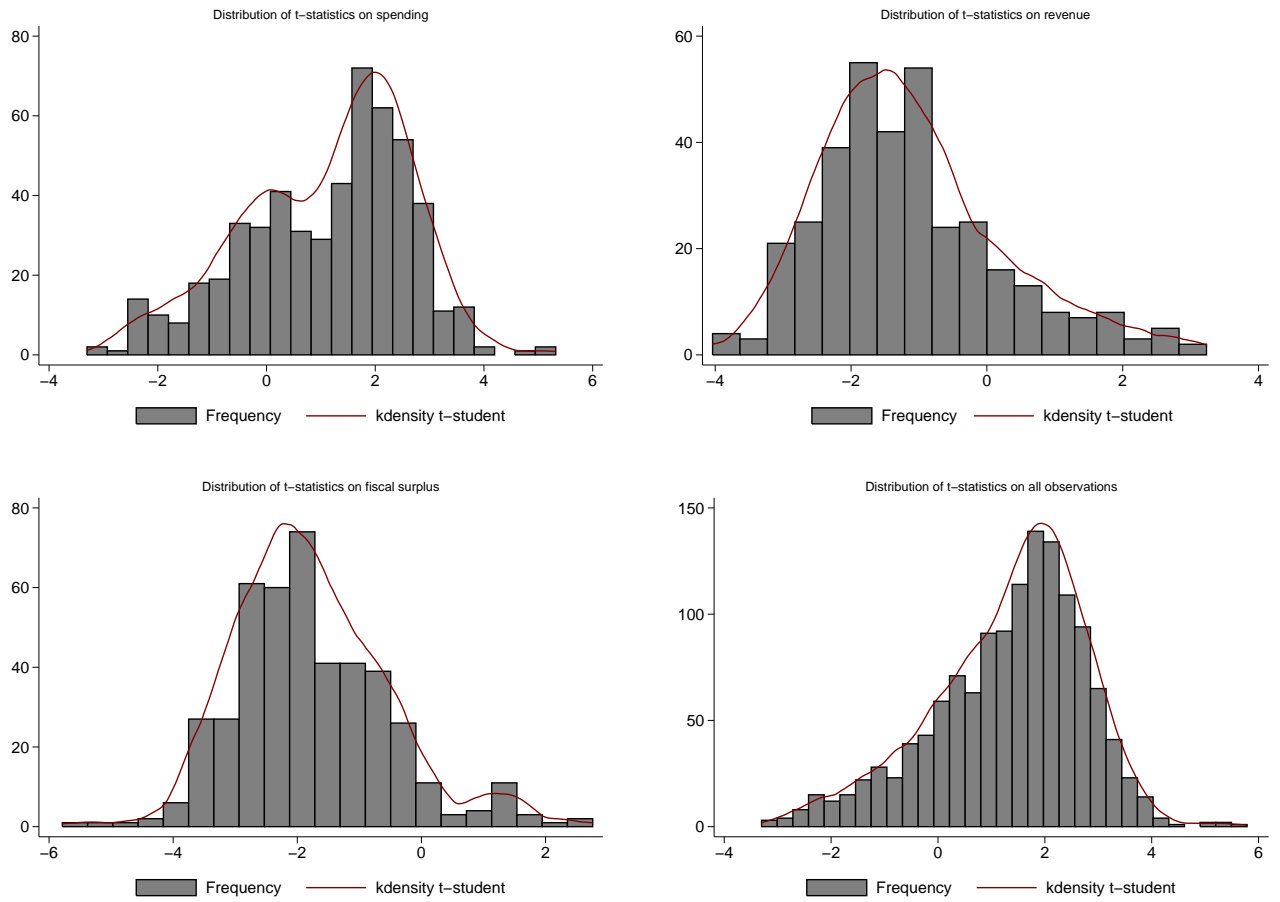 Distribution of t−statistics on spending
80
60
40
20
0
−4 −2 0 2 4 6
Frequency kdensity t−student
Distribution of t−statistics on revenue
60
40
20
0
−4 −2 0 2 4
Frequency kdensity t−student
Distribution of t−statistics on fiscal surplus
80
60
40
20
0
−6 −4 −2 0 2
Frequency kdensity t−student
Distribution of t−statistics on all observations
150
100
50
0
−4 −2 0 2 4 6
Frequency kdensity t−student